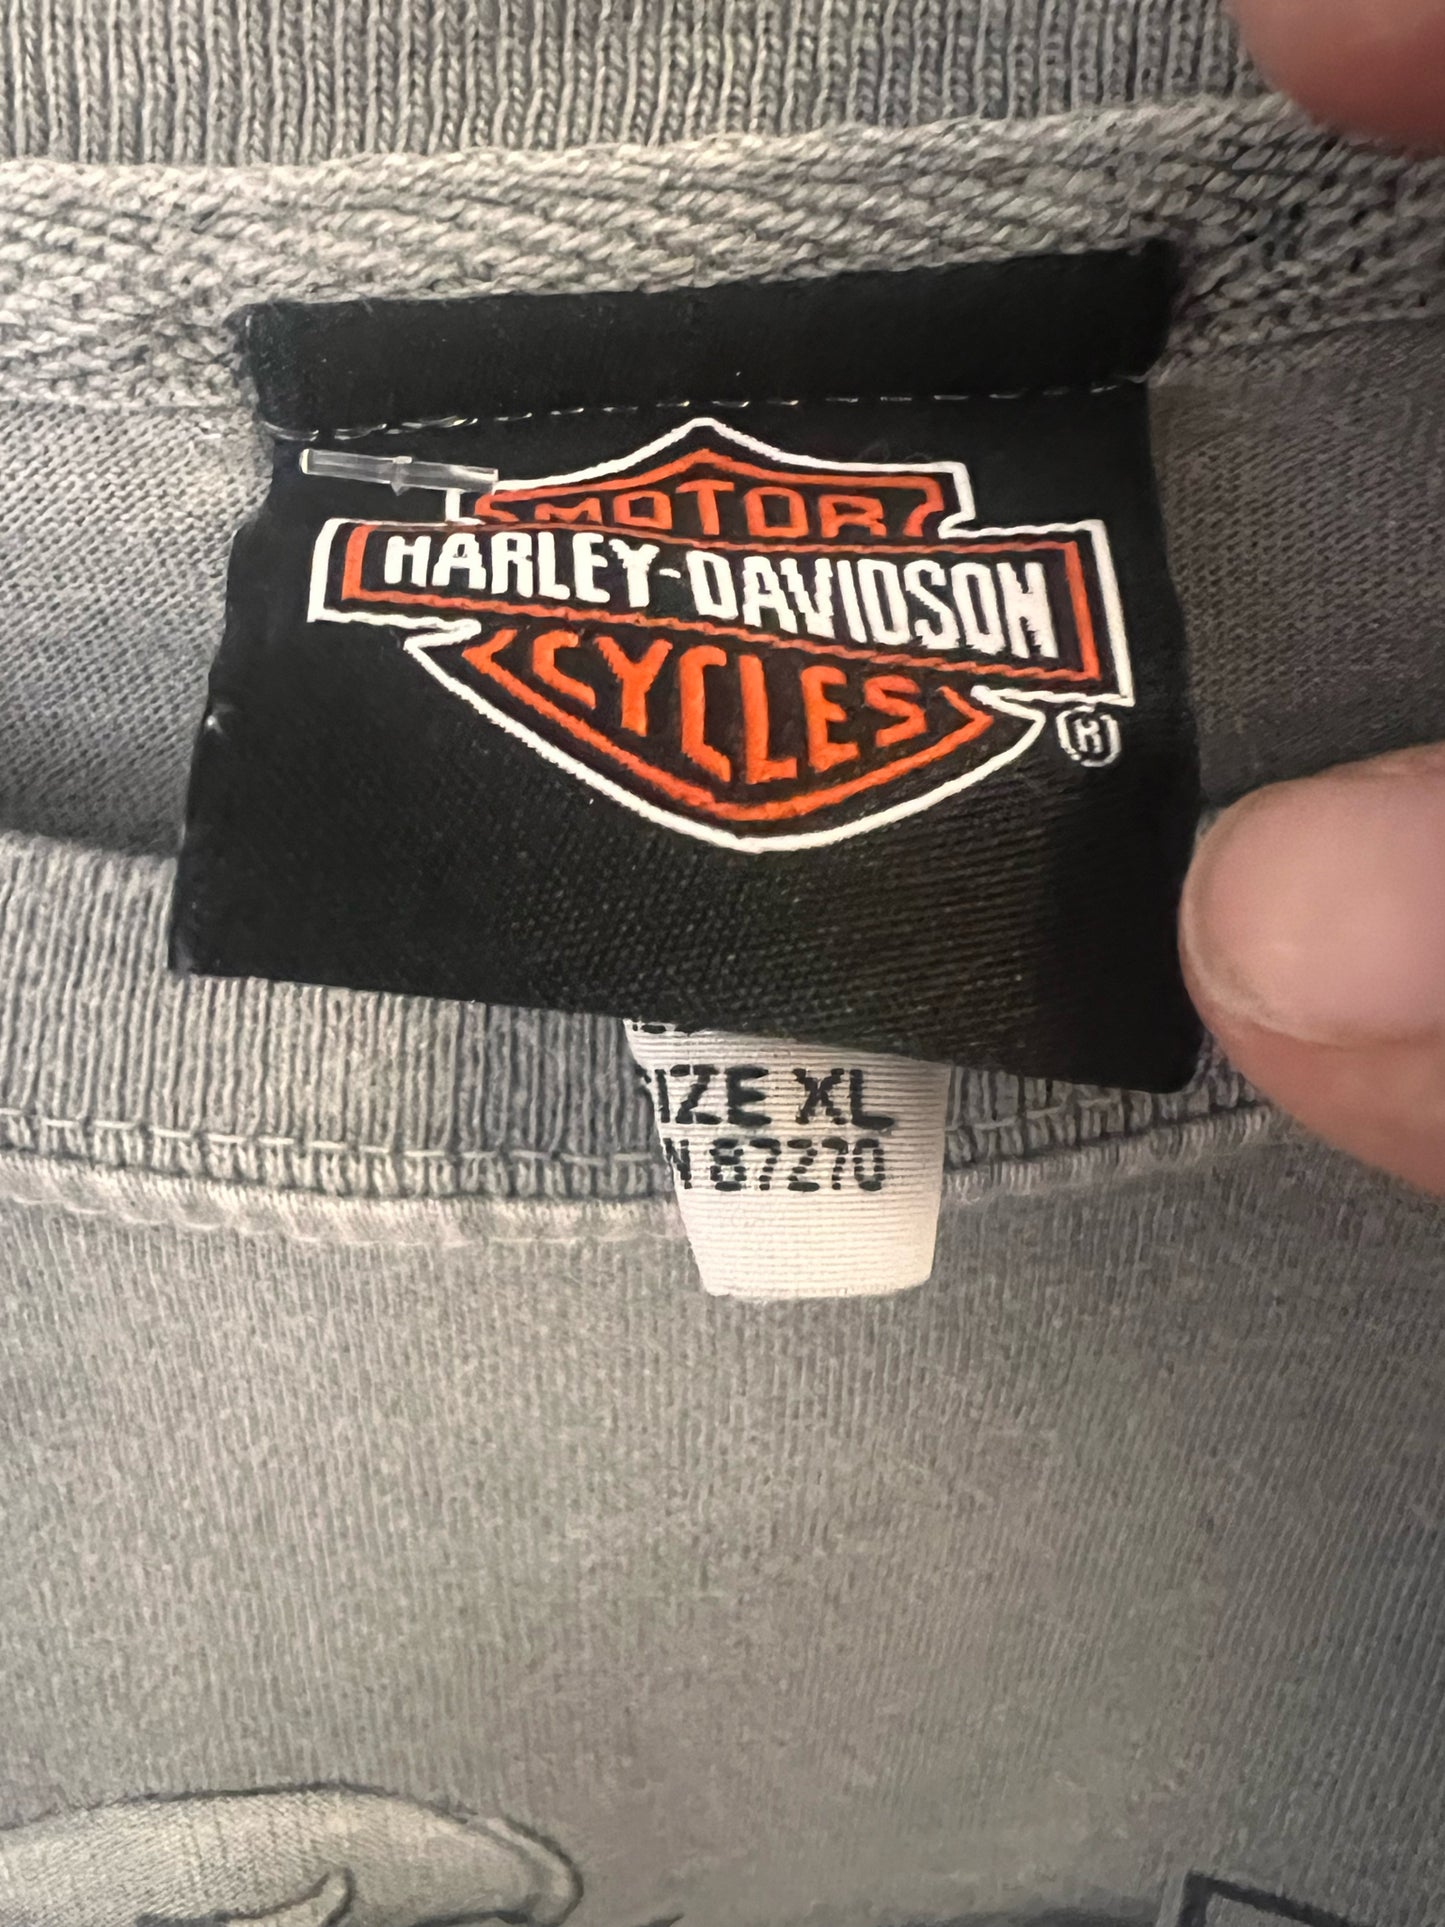 MOTOR
HARLEY-DAVIDSON
CYCLES
®
SIZE XL
N 87270